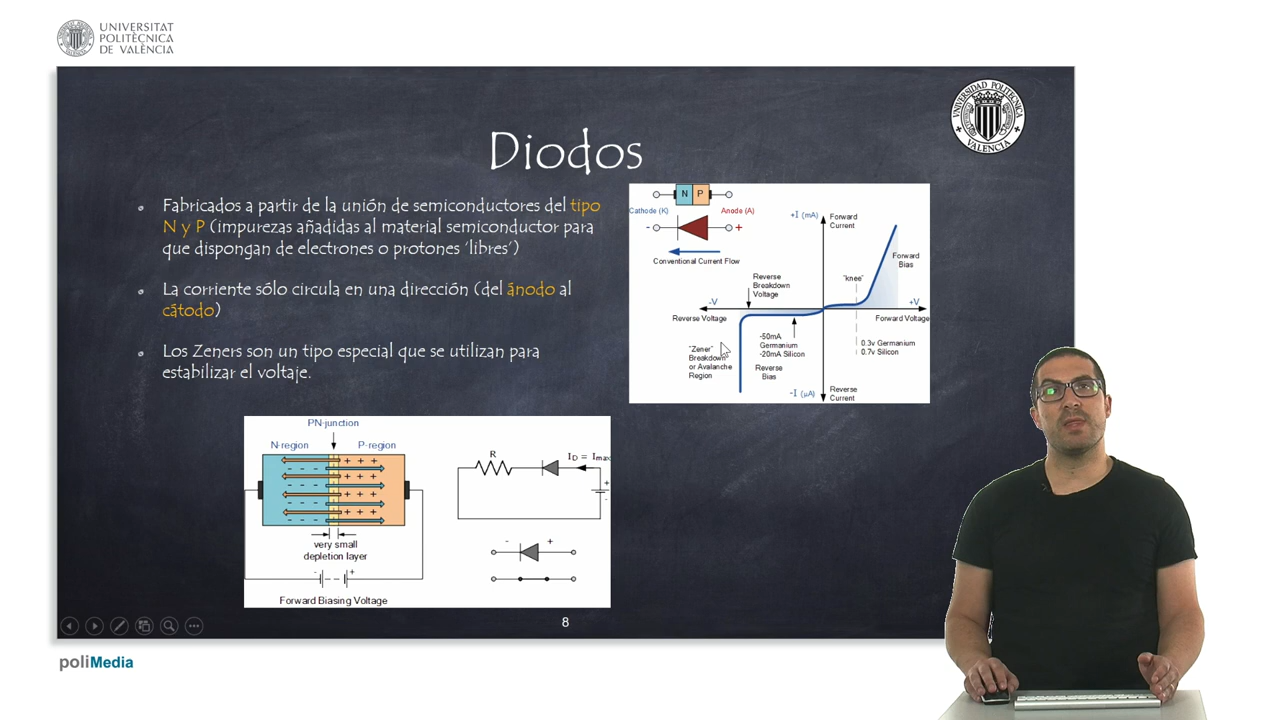 UNIVERSITAT
POLITÈCNICA
DE VALÈNCIA
UNIVERSIDAD POLITECNICA
VALENCIA
Diodos
Fabricados a partir de la unión de semiconductores del tipo
N y P (impurezas añadidas al material semiconductor para
que dispongan de electrones o protones 'libres')
La corriente sólo circula en una dirección (del ánodo al
cátodo)
Los Zeners son un tipo especial que se utilizan para
estabilizar el voltaje.
N P
Cathode (K)
Anode (A)
- +
Conventional Current Flow
+I (mA)
Forward
Current
Forward
Bias
"knee"
Reverse
Breakdown
Voltage
-V
+V
Reverse Voltage
Forward Voltage
-50mA
Germanium
-20mA Silicon
0.3v Germanium
0.7v Silicon
"Zener"
Breakdown
or Avalanche
Region
Reverse
Bias
-I (µA)
Reverse
Current
PN-junction
N-region
P-region
very small
depletion layer
- +
Forward Biasing Voltage
R
I_D = I_max
+
-
- +
8
poliMedia